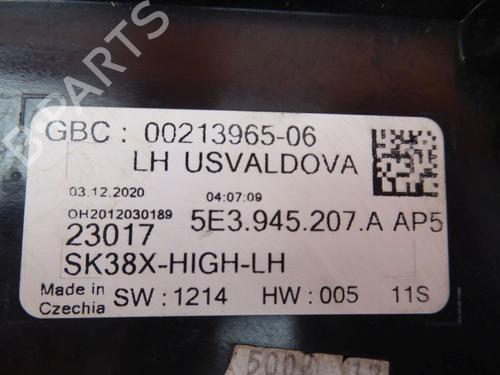 B PARTS
GBC : 00213965-06
LH USVALDOVA
03.12.2020 04:07:09
OH2012030189
5E3.945.207.A AP5
23017
SK38X-HIGH-LH
Made in Czechia SW : 1214 HW : 005 11S